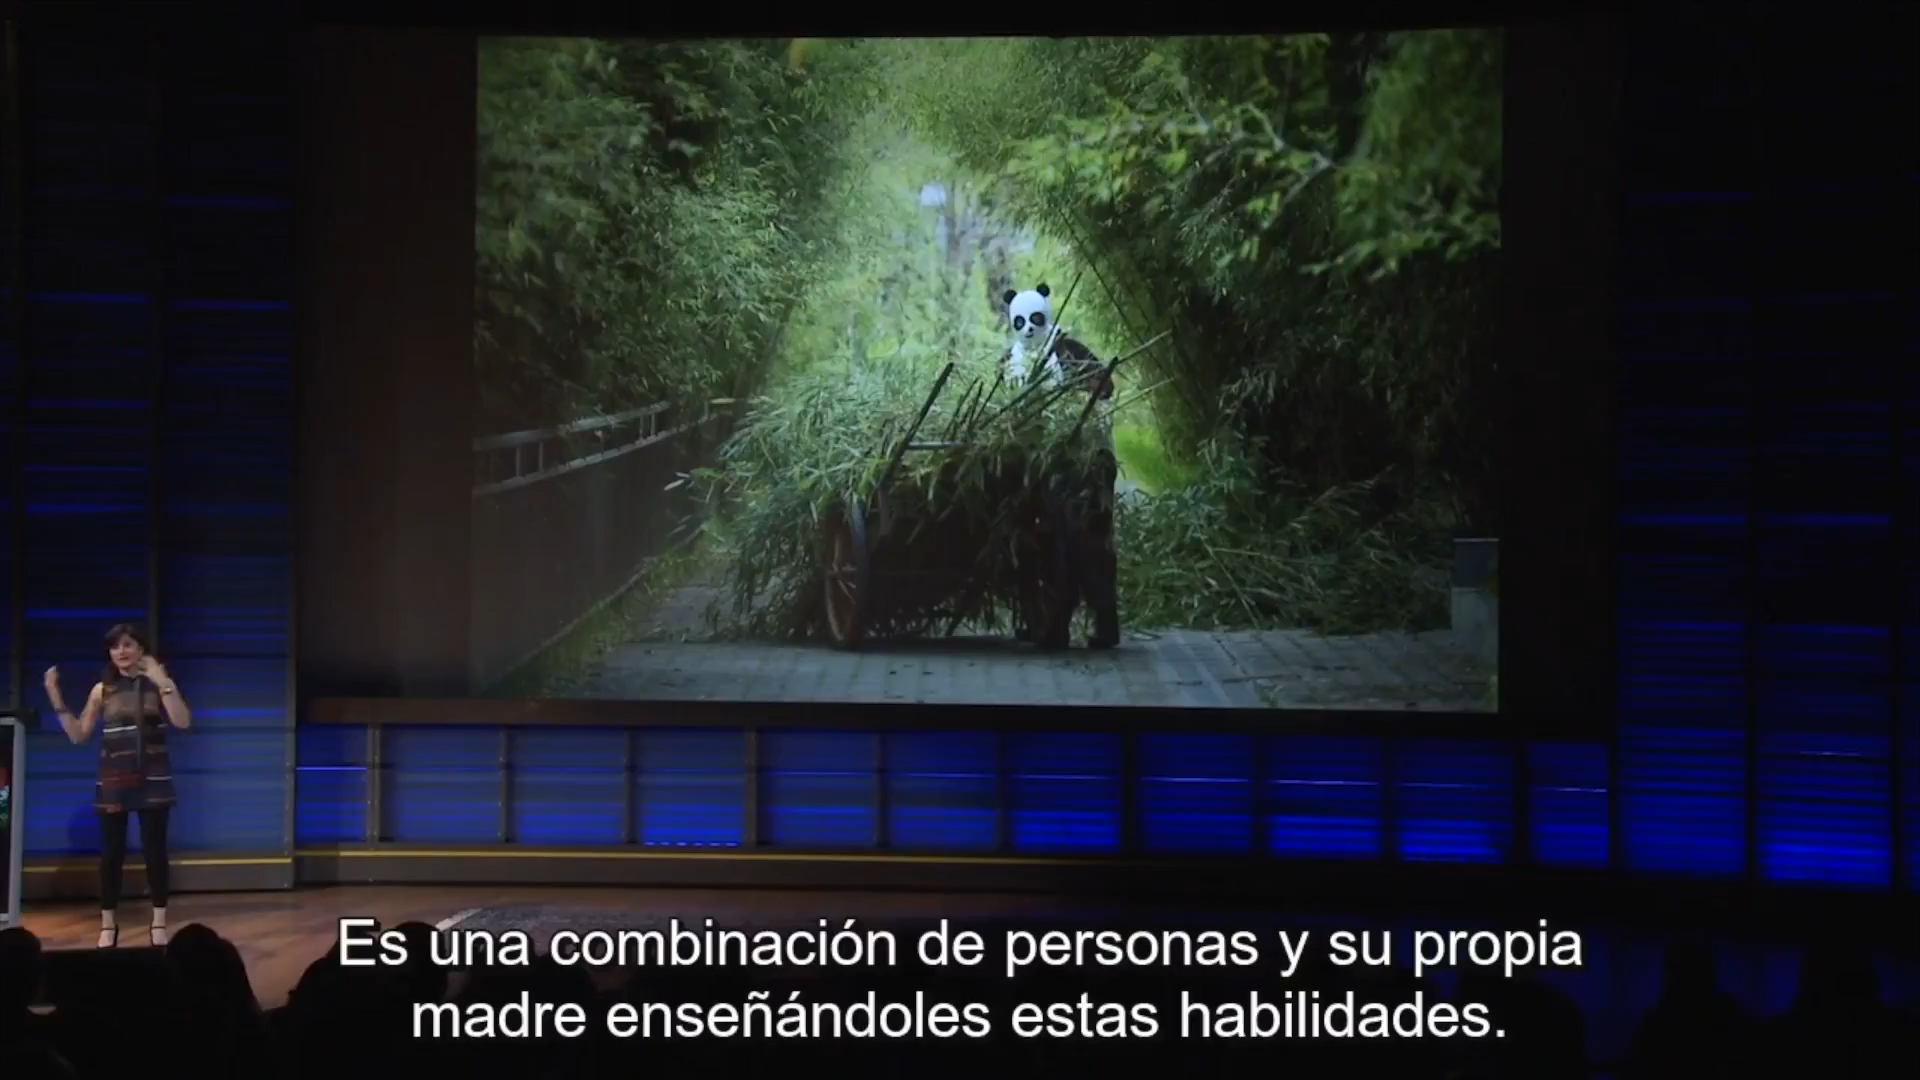 Es una combinación de personas y su propia
madre enseñándoles estas habilidades.